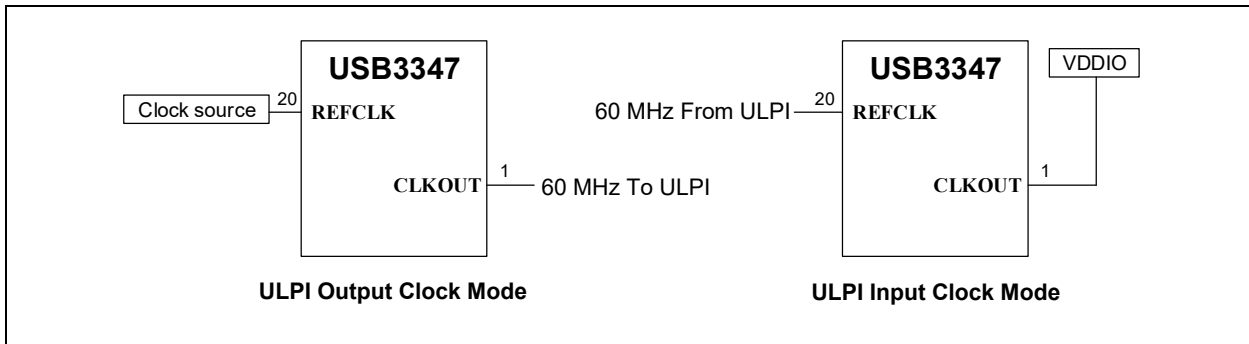 USB3347
Clock source
20
REFCLK
CLKOUT
1
60 MHz To ULPI
ULPI Output Clock Mode
USB3347
VDDIO
60 MHz From ULPI
20
REFCLK
CLKOUT
1
ULPI Input Clock Mode